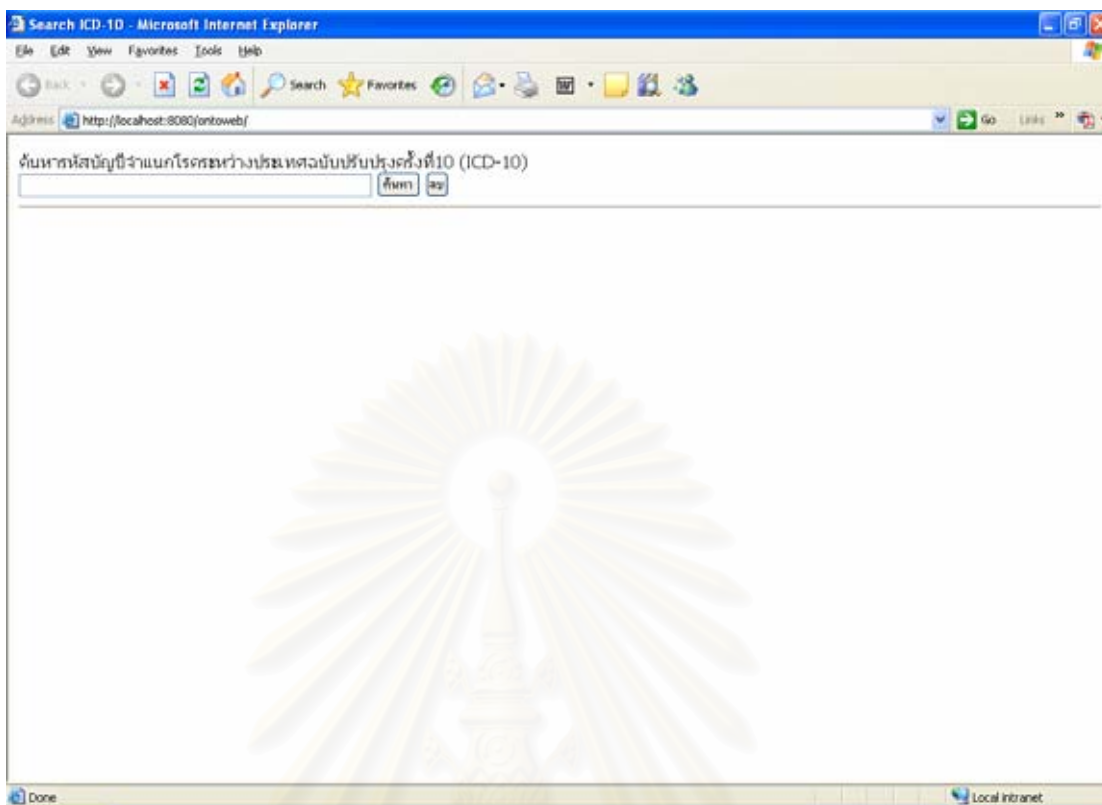 Search ICD-10 - Microsoft Internet Explorer
File Edit View Favorites Tools Help
Back Search Favorites
Address http://localhost:8080/ontoweb/ Go Links »
ค้นหารหัสบัญชีจำแนกโรคระหว่างประเทศฉบับปรับปรุงครั้งที่10 (ICD-10)
ค้นหา ลบ
Done Local intranet